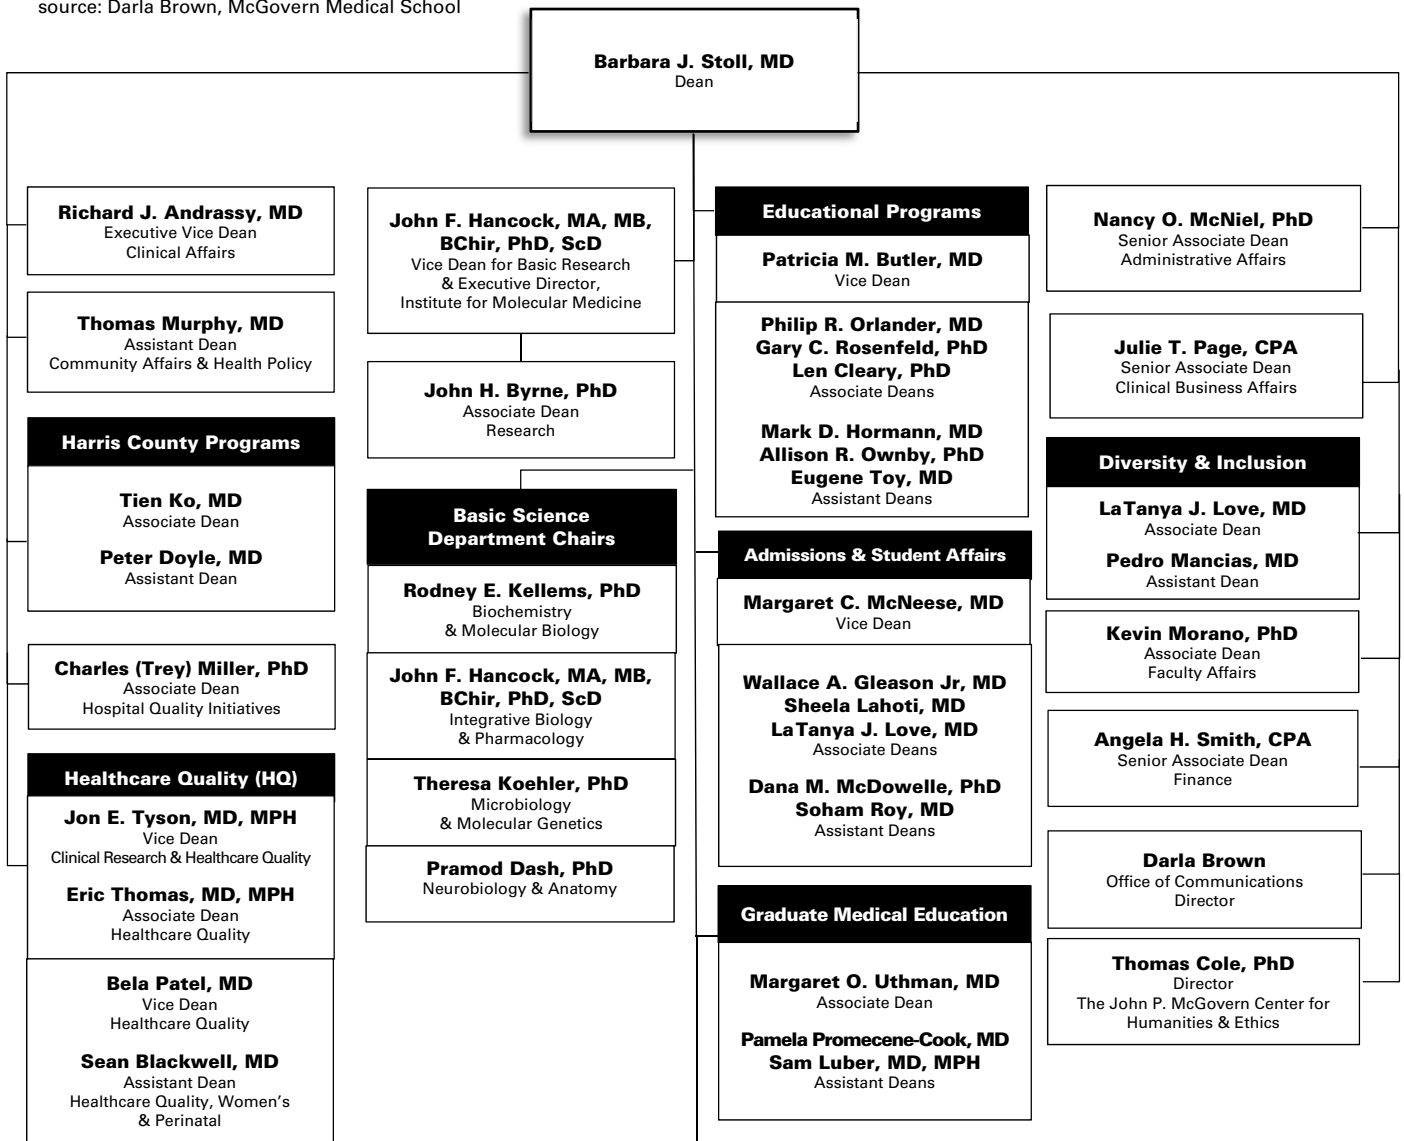 source: Darla Brown, McGovern Medical School
Barbara J. Stoll, MD
Dean
Richard J. Andrassy, MD
Executive Vice Dean
Clinical Affairs
Thomas Murphy, MD
Assistant Dean
Community Affairs & Health Policy
Harris County Programs
Tien Ko, MD
Associate Dean
Peter Doyle, MD
Assistant Dean
Charles (Trey) Miller, PhD
Associate Dean
Hospital Quality Initiatives
Healthcare Quality (HQ)
Jon E. Tyson, MD, MPH
Vice Dean
Clinical Research & Healthcare Quality
Eric Thomas, MD, MPH
Associate Dean
Healthcare Quality
Bela Patel, MD
Vice Dean
Healthcare Quality
Sean Blackwell, MD
Assistant Dean
Healthcare Quality, Women's
& Perinatal
John F. Hancock, MA, MB,
BChir, PhD, ScD
Vice Dean for Basic Research
& Executive Director,
Institute for Molecular Medicine
John H. Byrne, PhD
Associate Dean
Research
Basic Science
Department Chairs
Rodney E. Kellems, PhD
Biochemistry
& Molecular Biology
John F. Hancock, MA, MB,
BChir, PhD, ScD
Integrative Biology
& Pharmacology
Theresa Koehler, PhD
Microbiology
& Molecular Genetics
Pramod Dash, PhD
Neurobiology & Anatomy
Educational Programs
Patricia M. Butler, MD
Vice Dean
Philip R. Orlander, MD
Gary C. Rosenfeld, PhD
Len Cleary, PhD
Associate Deans
Mark D. Hormann, MD
Allison R. Ownby, PhD
Eugene Toy, MD
Assistant Deans
Admissions & Student Affairs
Margaret C. McNeese, MD
Vice Dean
Wallace A. Gleason Jr, MD
Sheela Lahoti, MD
LaTanya J. Love, MD
Associate Deans
Dana M. McDowelle, PhD
Soham Roy, MD
Assistant Deans
Graduate Medical Education
Margaret O. Uthman, MD
Associate Dean
Pamela Promecene-Cook, MD
Sam Luber, MD, MPH
Assistant Deans
Nancy O. McNiel, PhD
Senior Associate Dean
Administrative Affairs
Julie T. Page, CPA
Senior Associate Dean
Clinical Business Affairs
Diversity & Inclusion
LaTanya J. Love, MD
Associate Dean
Pedro Mancias, MD
Assistant Dean
Kevin Morano, PhD
Associate Dean
Faculty Affairs
Angela H. Smith, CPA
Senior Associate Dean
Finance
Darla Brown
Office of Communications
Director
Thomas Cole, PhD
Director
The John P. McGovern Center for
Humanities & Ethics